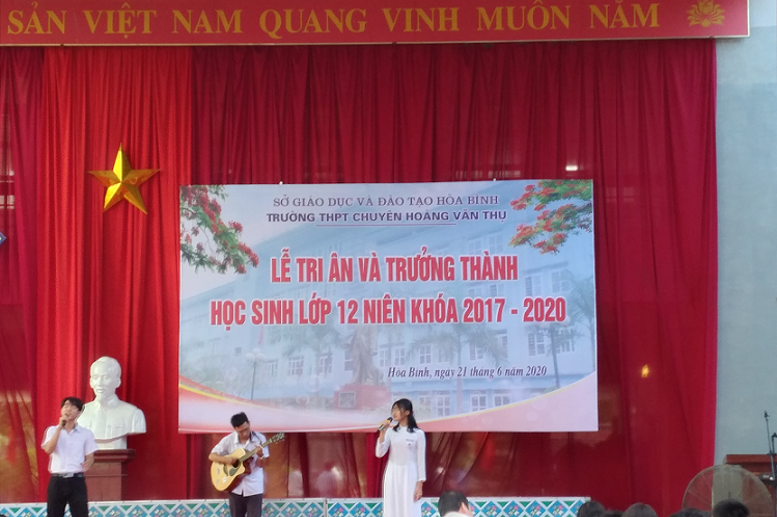 SẢN VIỆT NAM QUANG VINH MUÔN NĂM
SỞ GIÁO DỤC VÀ ĐÀO TẠO HÒA BÌNH
TRƯỜNG THPT CHUYÊN HOÀNG VĂN THỤ
LỄ TRI ÂN VÀ TRƯỞNG THÀNH
HỌC SINH LỚP 12 NIÊN KHÓA 2017 - 2020
Hòa Bình, ngày 21 tháng 6 năm 2020